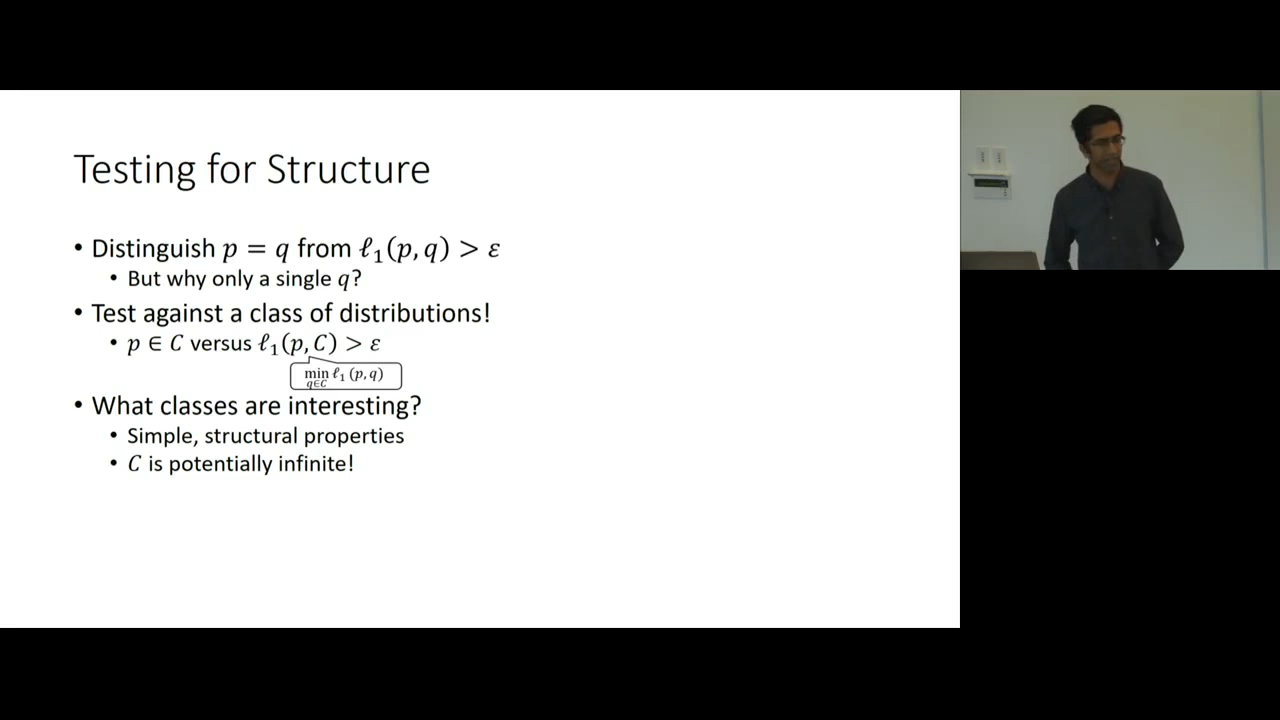 Testing for Structure
• Distinguish 𝑝 = 𝑞 from ℓ₁(𝑝, 𝑞) > 𝜀
• But why only a single 𝑞?
• Test against a class of distributions!
• 𝑝 ∈ 𝐶 versus ℓ₁(𝑝, 𝐶) > 𝜀
min ℓ₁ (𝑝, 𝑞)
𝑞∈𝐶
• What classes are interesting?
• Simple, structural properties
• 𝐶 is potentially infinite!